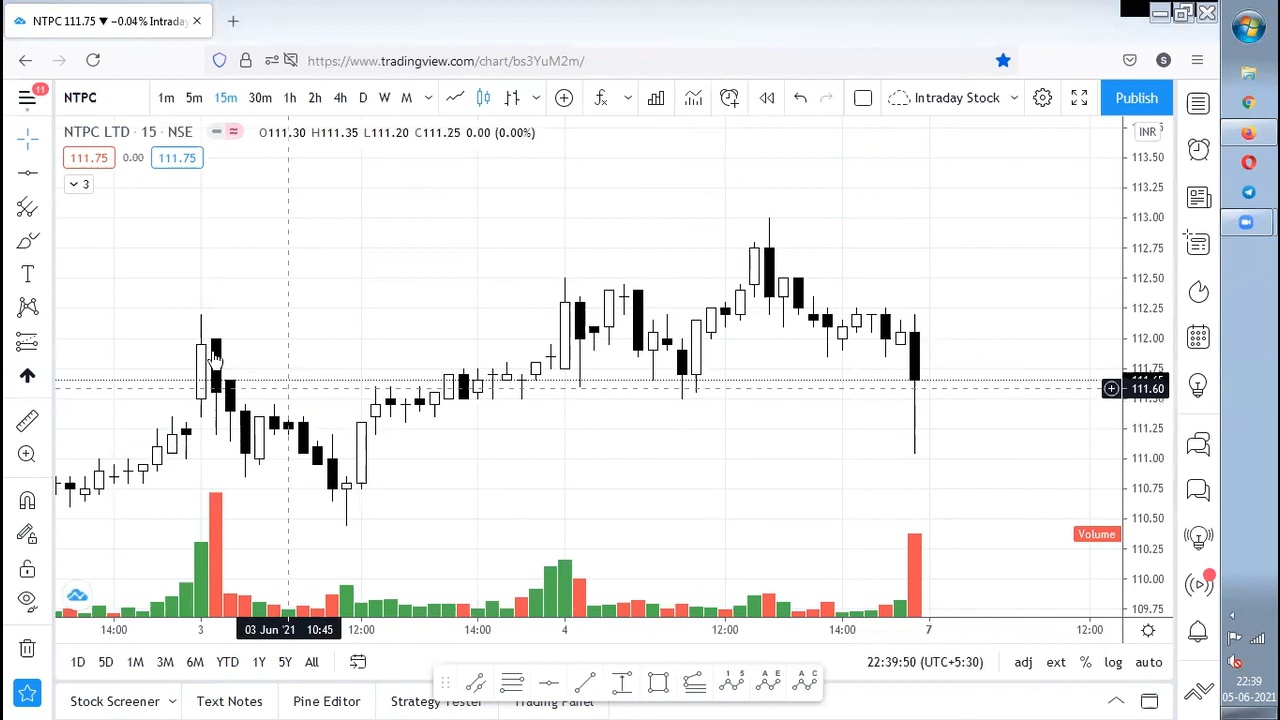 NTPC 111.75 ▼ −0.04% Intraday
https://www.tradingview.com/chart/bs3YuM2m/
S
11
NTPC 1m 5m 15m 30m 1h 2h 4h D W M Intraday Stock Publish
NTPC LTD · 15 · NSE O111.30 H111.35 L111.20 C111.25 0.00 (0.00%)
INR
111.75 0.00 111.75
3
113.50
113.25
113.00
112.75
112.50
112.25
112.00
111.75
111.60
111.25
111.00
110.75
110.50
Volume
110.25
110.00
109.75
14:00 3 03 Jun '21 10:45 12:00 14:00 4 12:00 14:00 7 12:00
1D 5D 1M 3M 6M YTD 1Y 5Y All 22:39:50 (UTC+5:30) adj ext % log auto
Stock Screener Text Notes Pine Editor Strategy Tester Trading Panel
22:39
05-06-2021